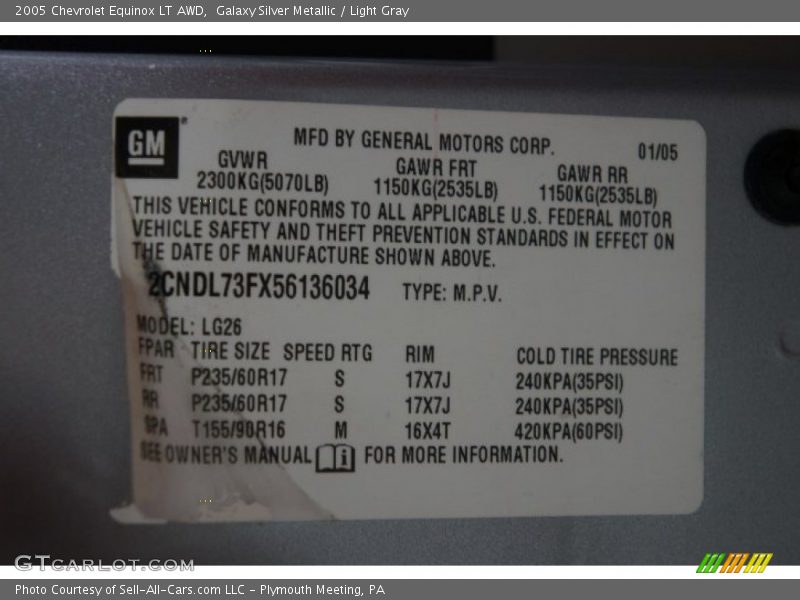 2005 Chevrolet Equinox LT AWD,  Galaxy Silver Metallic / Light Gray
GM
MFD BY GENERAL MOTORS CORP.
01/05
GVWR GAWR FRT GAWR RR
2300KG(5070LB) 1150KG(2535LB) 1150KG(2535LB)
THIS VEHICLE CONFORMS TO ALL APPLICABLE U.S. FEDERAL MOTOR
VEHICLE SAFETY AND THEFT PREVENTION STANDARDS IN EFFECT ON
THE DATE OF MANUFACTURE SHOWN ABOVE.
2CNDL73FX56136034 TYPE: M.P.V.
MODEL: LG26
FPAR TIRE SIZE SPEED RTG RIM COLD TIRE PRESSURE
FRT P235/60R17 S 17X7J 240KPA(35PSI)
RR P235/60R17 S 17X7J 240KPA(35PSI)
SPA T155/90R16 M 16X4T 420KPA(60PSI)
SEE OWNER'S MANUAL FOR MORE INFORMATION.
GTCARLOT.COM
Photo Courtesy of Sell-All-Cars.com LLC - Plymouth Meeting, PA